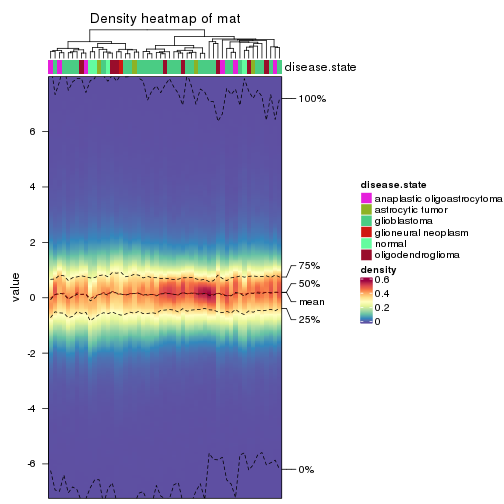 Density heatmap of mat
disease.state
100%
6
4
2
0
-2
-4
-6
value
75%
50%
mean
25%
0%
disease.state
anaplastic oligoastrocytoma
astrocytic tumor
glioblastoma
glioneural neoplasm
normal
oligodendroglioma
density
0.6
0.4
0.2
0